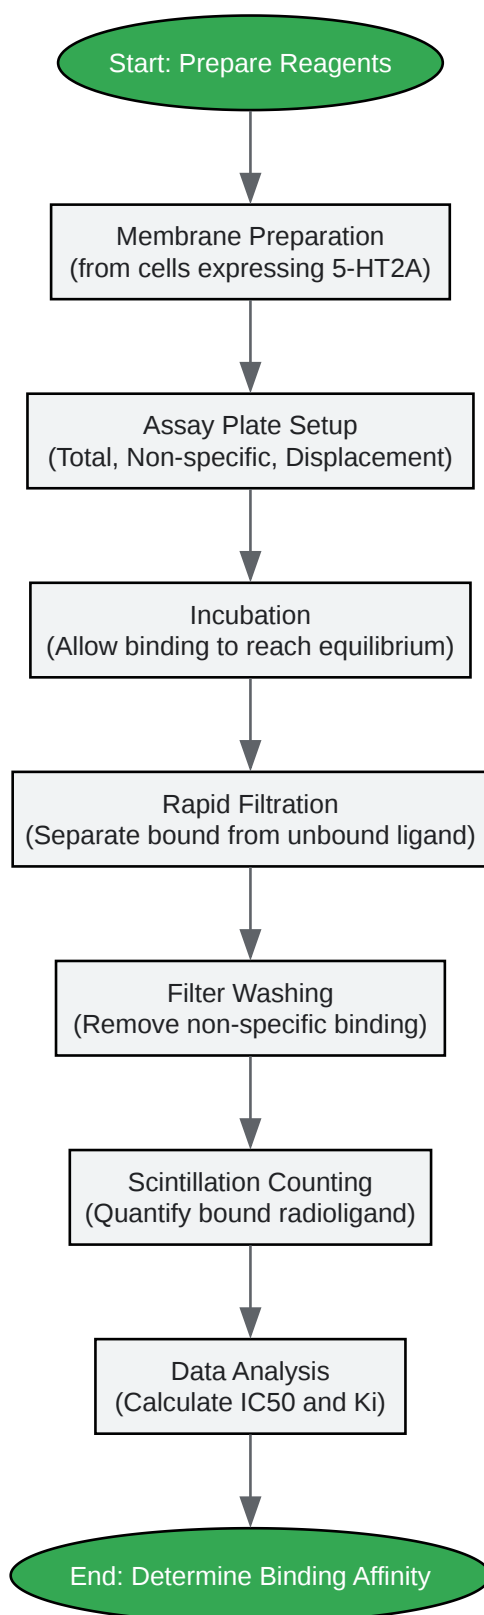 Start: Prepare Reagents
Membrane Preparation
(from cells expressing 5-HT2A)
Assay Plate Setup
(Total, Non-specific, Displacement)
Incubation
(Allow binding to reach equilibrium)
Rapid Filtration
(Separate bound from unbound ligand)
Filter Washing
(Remove non-specific binding)
Scintillation Counting
(Quantify bound radioligand)
Data Analysis
(Calculate IC50 and Ki)
End: Determine Binding Affinity